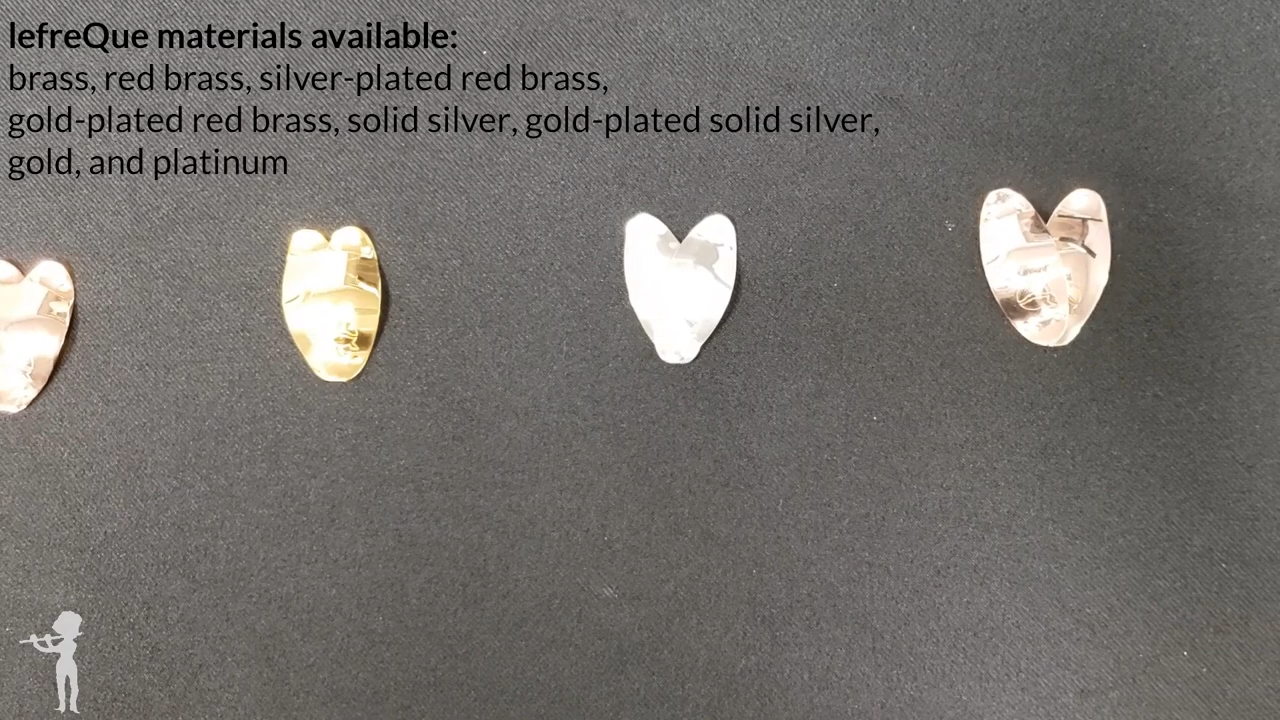 lefreQue materials available:
brass, red brass, silver-plated red brass,
gold-plated red brass, solid silver, gold-plated solid silver,
gold, and platinum